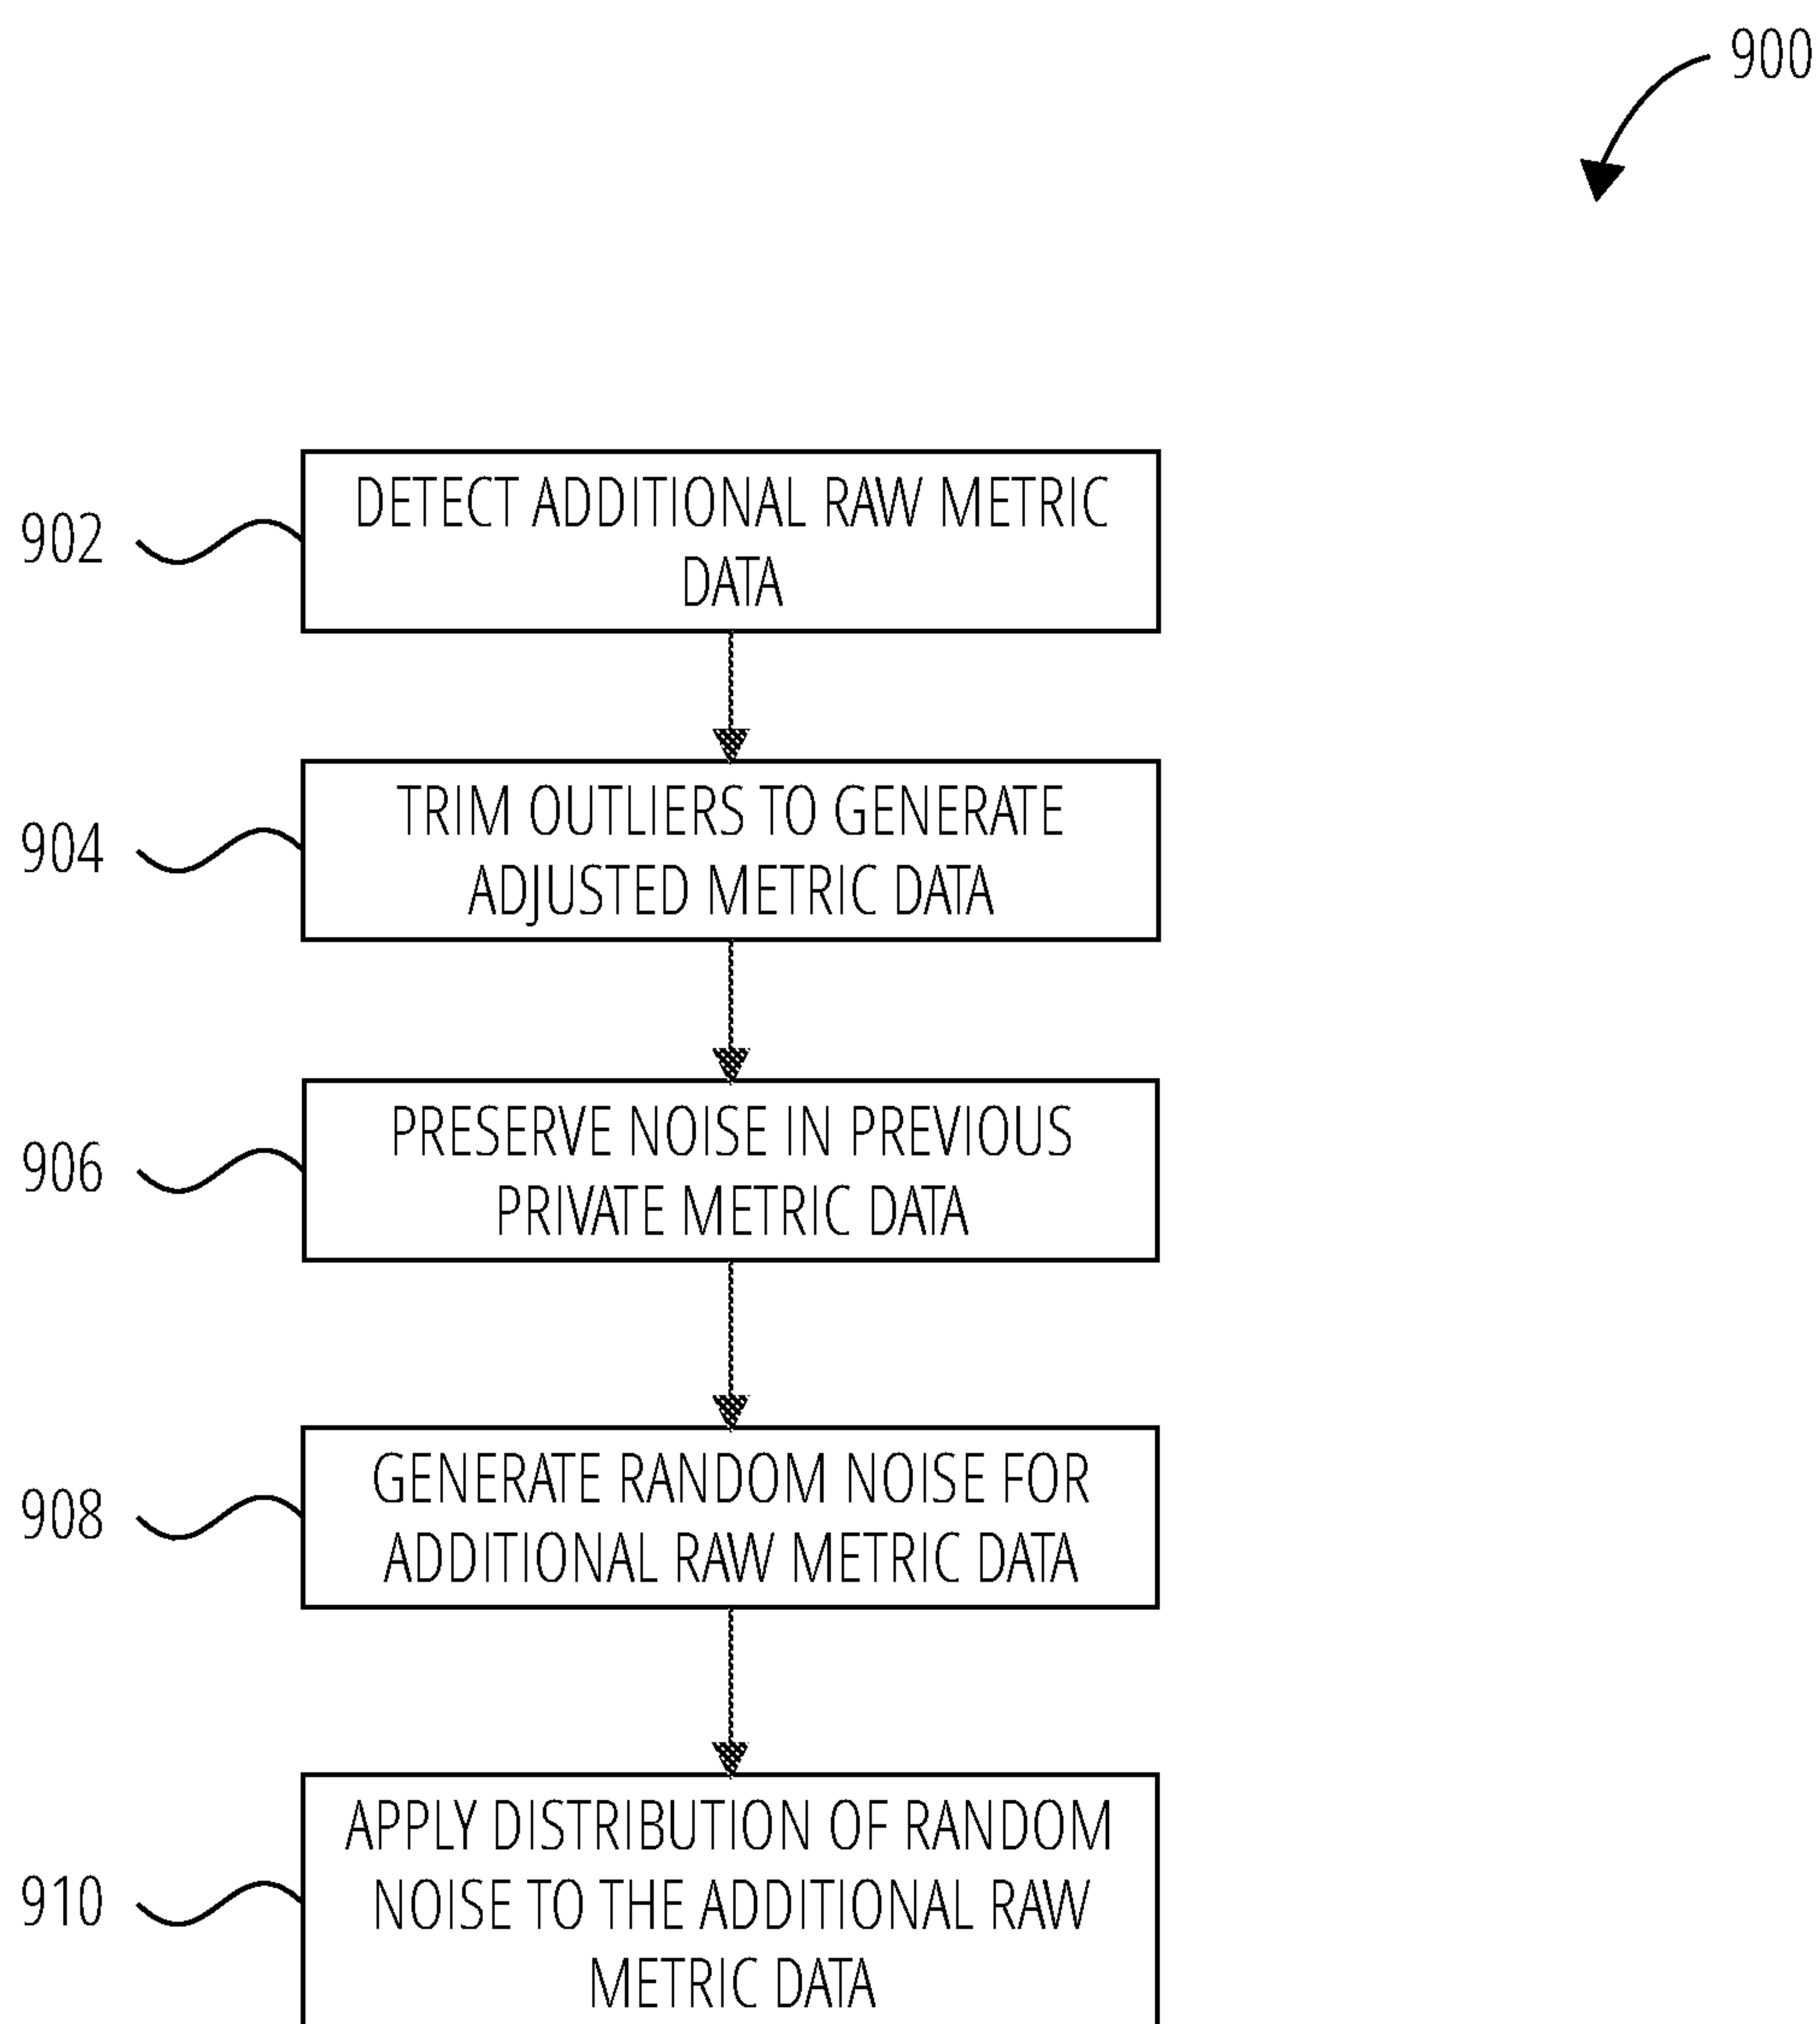 900
902
DETECT ADDITIONAL RAW METRIC
DATA
904
TRIM OUTLIERS TO GENERATE
ADJUSTED METRIC DATA
906
PRESERVE NOISE IN PREVIOUS
PRIVATE METRIC DATA
908
GENERATE RANDOM NOISE FOR
ADDITIONAL RAW METRIC DATA
910
APPLY DISTRIBUTION OF RANDOM
NOISE TO THE ADDITIONAL RAW
METRIC DATA